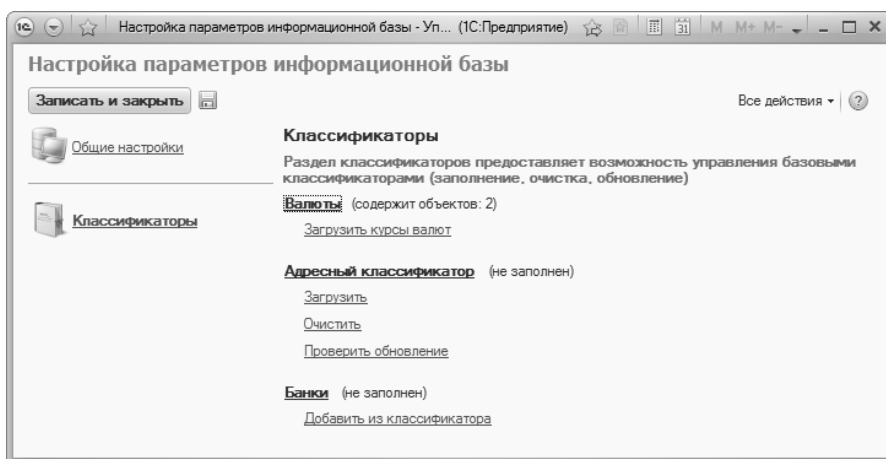 Настройка параметров информационной базы - Уп... (1С:Предприятие)
31 M M+ M-
Настройка параметров информационной базы
Записать и закрыть
Все действия
?
Общие настройки
Классификаторы
Классификаторы
Раздел классификаторов предоставляет возможность управления базовыми
классификаторами (заполнение, очистка, обновление)
Валюты (содержит объектов: 2)
Загрузить курсы валют
Адресный классификатор (не заполнен)
Загрузить
Очистить
Проверить обновление
Банки (не заполнен)
Добавить из классификатора